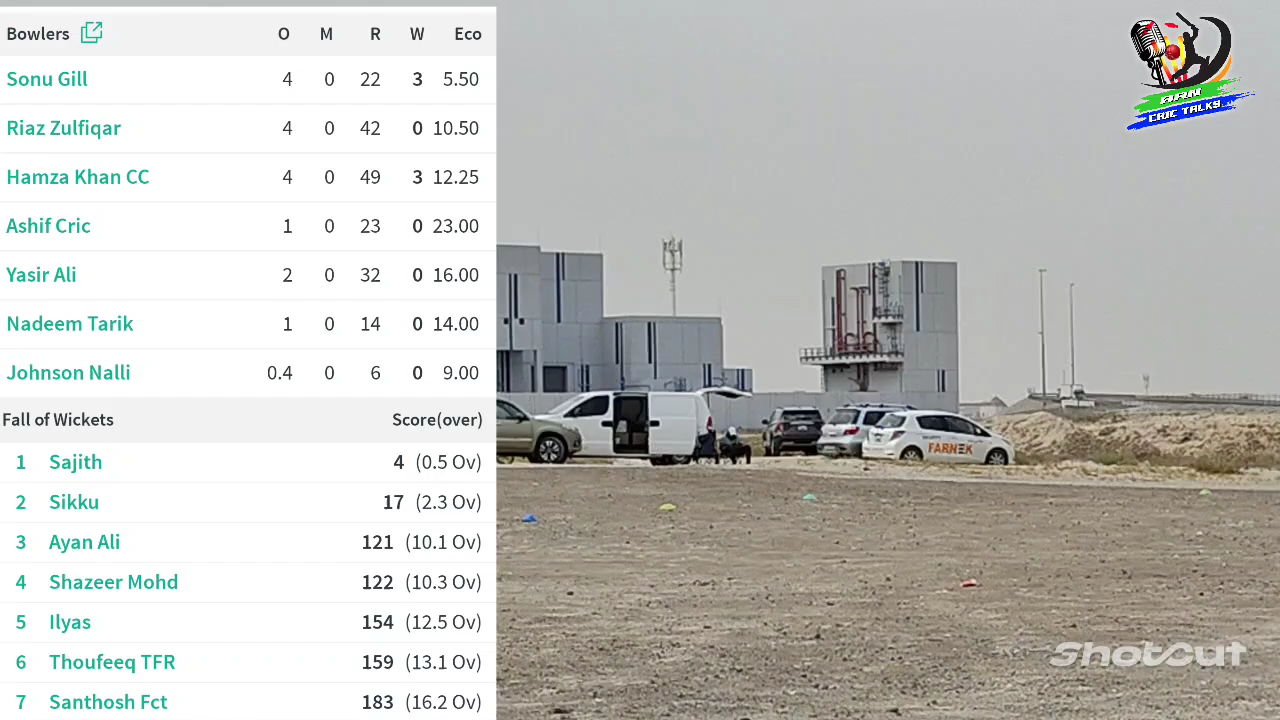 Bowlers O M R W Eco
Sonu Gill 4 0 22 3 5.50
Riaz Zulfiqar 4 0 42 0 10.50
Hamza Khan CC 4 0 49 3 12.25
Ashif Cric 1 0 23 0 23.00
Yasir Ali 2 0 32 0 16.00
Nadeem Tarik 1 0 14 0 14.00
Johnson Nalli 0.4 0 6 0 9.00
Fall of Wickets Score(over)
1 Sajith 4 (0.5 Ov)
2 Sikku 17 (2.3 Ov)
3 Ayan Ali 121 (10.1 Ov)
4 Shazeer Mohd 122 (10.3 Ov)
5 Ilyas 154 (12.5 Ov)
6 Thoufeeq TFR 159 (13.1 Ov)
7 Santhosh Fct 183 (16.2 Ov)
CRIC TALKS
FARNEK
ShotCut